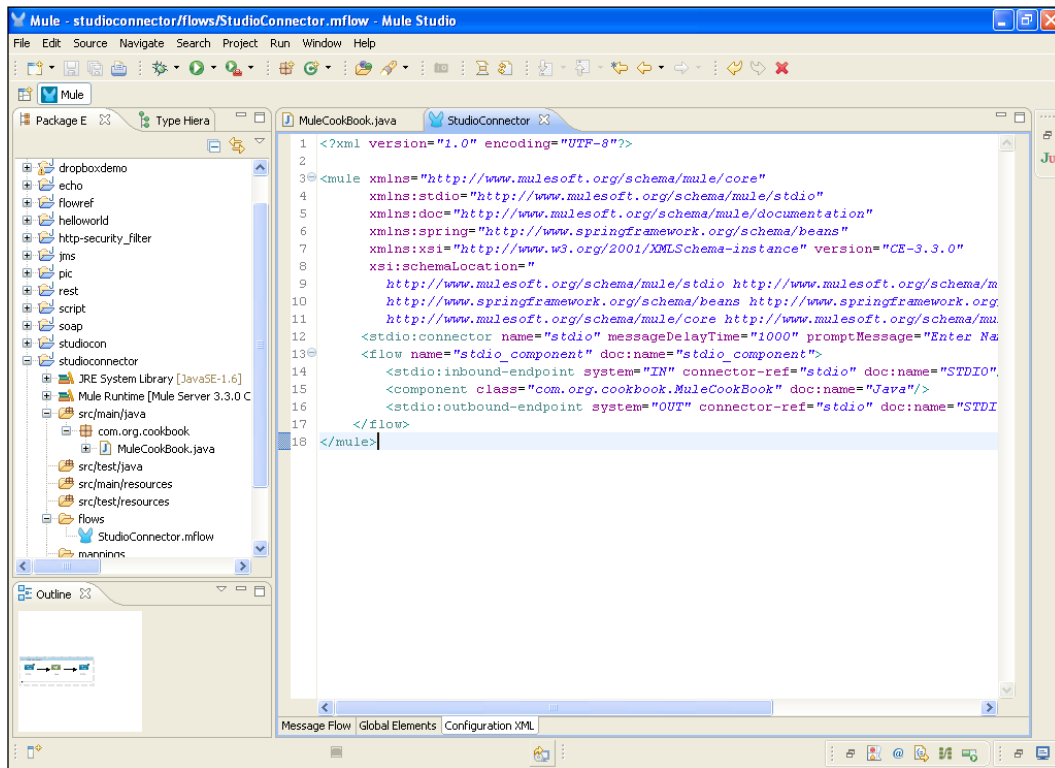 Mule - studioconnector/flows/StudioConnector.mflow - Mule Studio
File Edit Source Navigate Search Project Run Window Help
Mule
Package E
Type Hiera
dropboxdemo
echo
flowref
helloworld
http-security_filter
jms
pic
rest
script
soap
studiocon
studioconnector
JRE System Library [JavaSE-1.6]
Mule Runtime [Mule Server 3.3.0 C
src/main/java
com.org.cookbook
MuleCookBook.java
src/test/java
src/main/resources
src/test/resources
flows
StudioConnector.mflow
mappings
Outline
MuleCookBook.java
StudioConnector
1 <?xml version="1.0" encoding="UTF-8"?>
2
3 <mule xmlns="http://www.mulesoft.org/schema/mule/core"
4 xmlns:stdio="http://www.mulesoft.org/schema/mule/stdio"
5 xmlns:doc="http://www.mulesoft.org/schema/mule/documentation"
6 xmlns:spring="http://www.springframework.org/schema/beans"
7 xmlns:xsi="http://www.w3.org/2001/XMLSchema-instance" version="CE-3.3.0"
8 xsi:schemaLocation="
9 http://www.mulesoft.org/schema/mule/stdio http://www.mulesoft.org/schema/m
10 http://www.springframework.org/schema/beans http://www.springframework.org
11 http://www.mulesoft.org/schema/mule/core http://www.mulesoft.org/schema/mu
12 <stdio:connector name="stdio" messageDelayTime="1000" promptMessage="Enter Na
13 <flow name="stdio_component" doc:name="stdio_component">
14 <stdio:inbound-endpoint system="IN" connector-ref="stdio" doc:name="STDIO"
15 <component class="com.org.cookbook.MuleCookBook" doc:name="Java"/>
16 <stdio:outbound-endpoint system="OUT" connector-ref="stdio" doc:name="STDI
17 </flow>
18 </mule>
Message Flow Global Elements Configuration XML
Ju